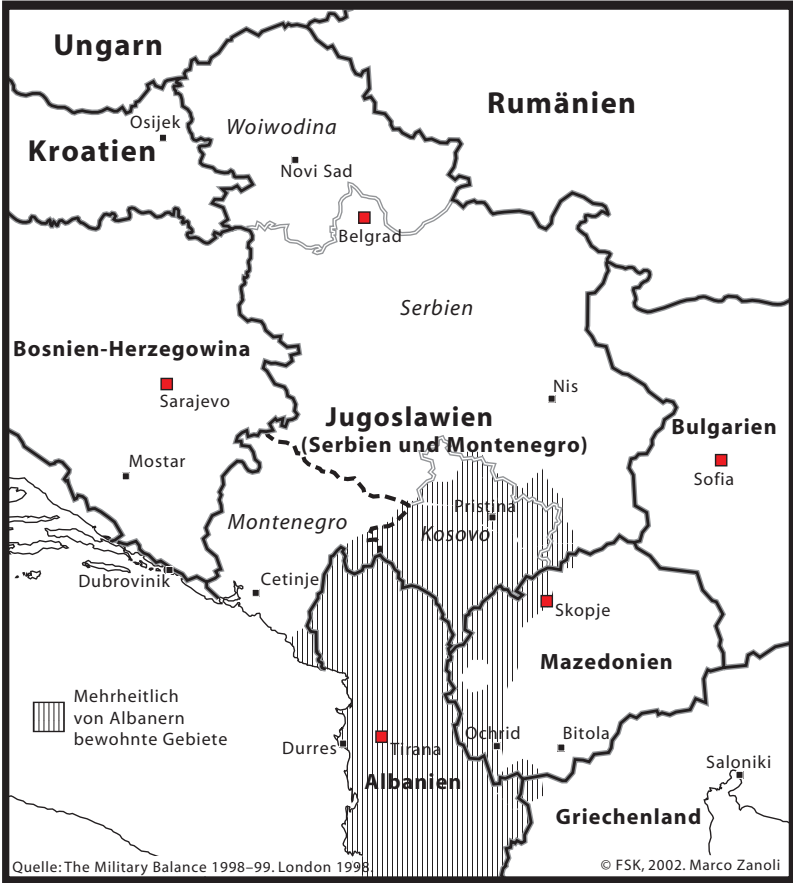 Ungarn
Rumänien
Osijek
Woiwodina
Kroatien
Novi Sad
Belgrad
Serbien
Bosnien-Herzegowina
Sarajevo
Nis
Jugoslawien
(Serbien und Montenegro)
Bulgarien
Mostar
Sofia
Pristina
Montenegro
Kosovo
Dubrovinik
Cetinje
Skopje
Mazedonien
Mehrheitlich
von Albanern
bewohnte Gebiete
Ochrid
Bitola
Durres
Tirana
Saloniki
Albanien
Griechenland
Quelle: The Military Balance 1998–99. London 1998.
© FSK, 2002. Marco Zanoli